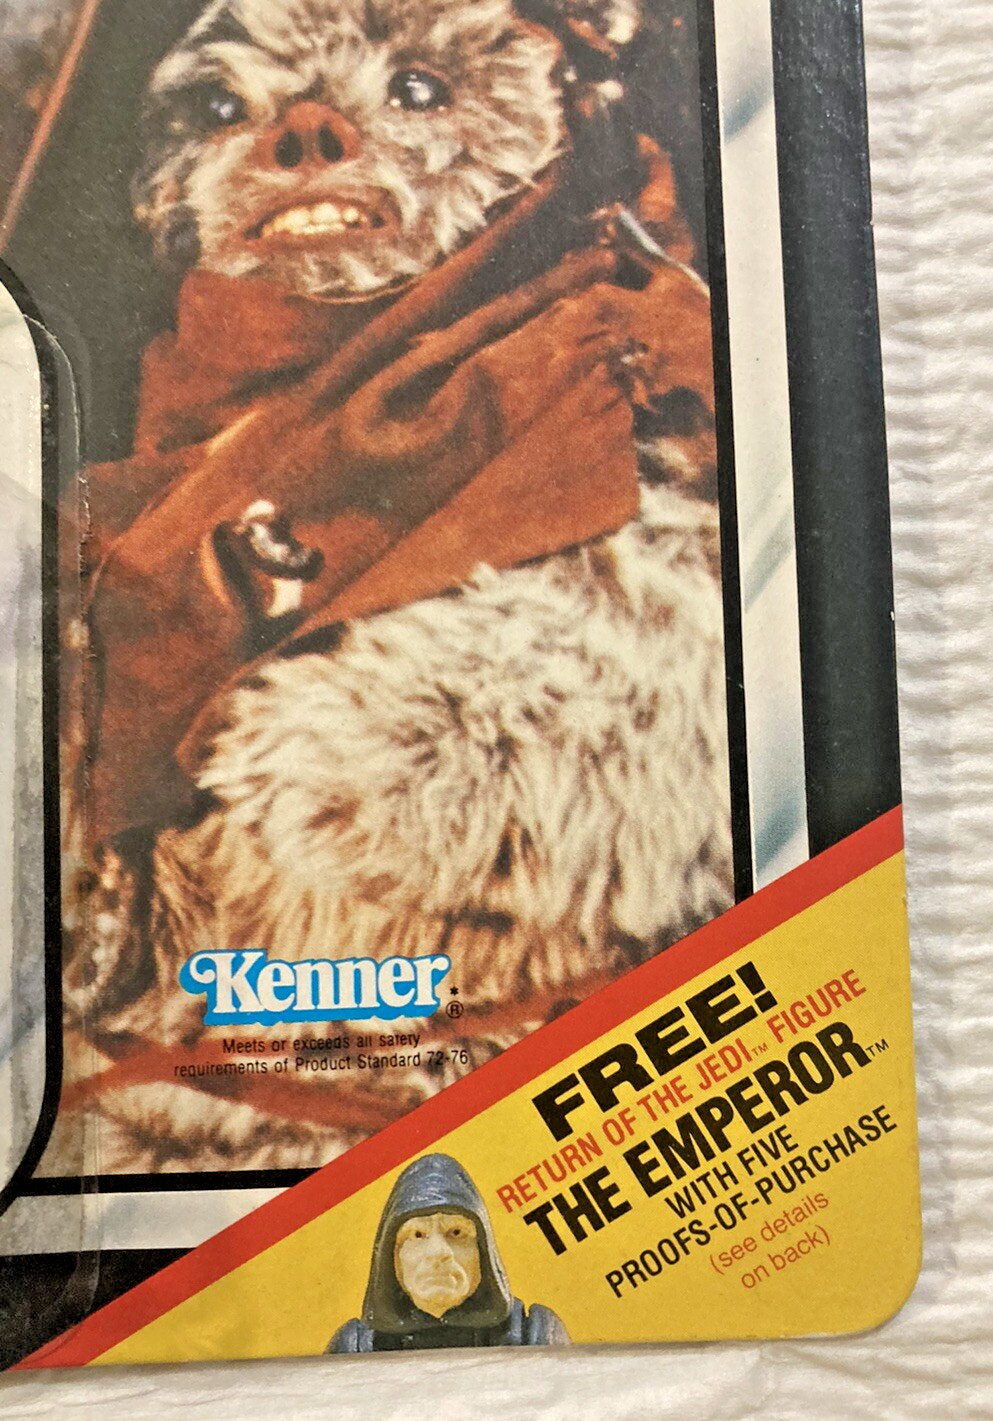 Kenner*®
Meets or exceeds all safety
requirements of Product Standard 72-76
FREE!
RETURN OF THE JEDI™ FIGURE
THE EMPEROR™
WITH FIVE
PROOFS-OF-PURCHASE
(see details
on back)